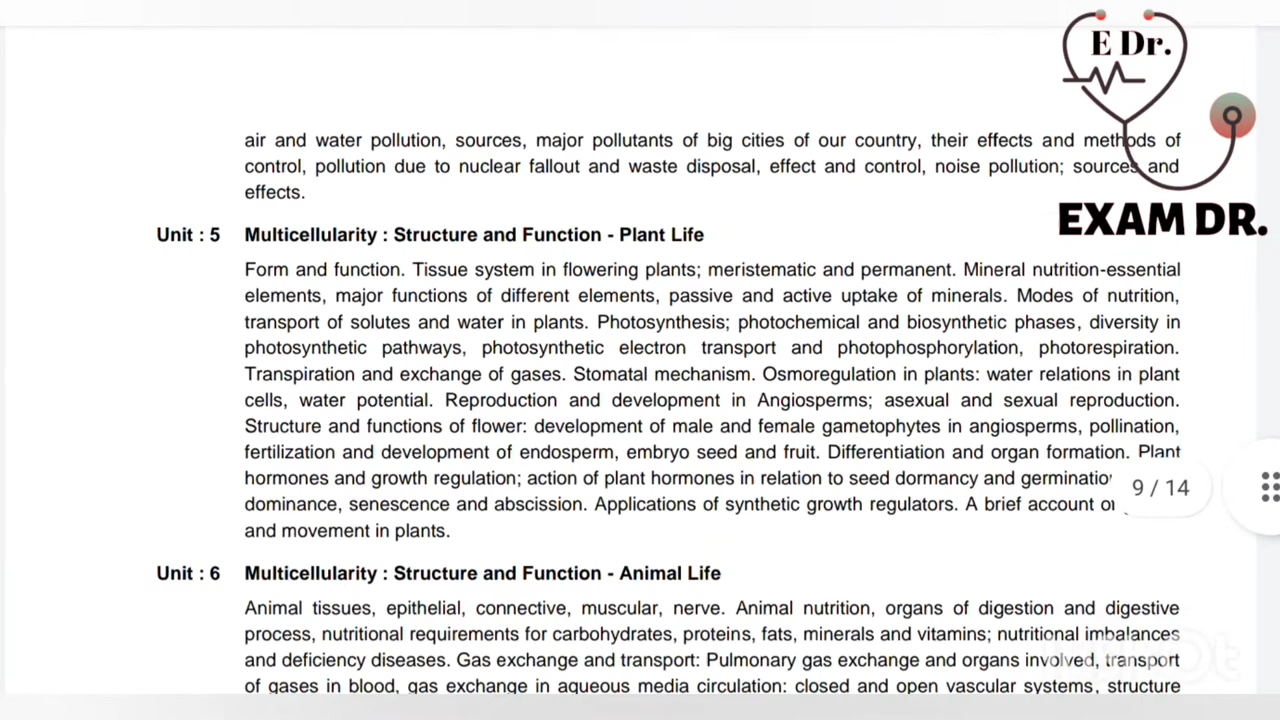 E Dr.
EXAM DR.
air and water pollution, sources, major pollutants of big cities of our country, their effects and methods of
control, pollution due to nuclear fallout and waste disposal, effect and control, noise pollution; sources and
effects.
Unit : 5 Multicellularity : Structure and Function - Plant Life
Form and function. Tissue system in flowering plants; meristematic and permanent. Mineral nutrition-essential
elements, major functions of different elements, passive and active uptake of minerals. Modes of nutrition,
transport of solutes and water in plants. Photosynthesis; photochemical and biosynthetic phases, diversity in
photosynthetic pathways, photosynthetic electron transport and photophosphorylation, photorespiration.
Transpiration and exchange of gases. Stomatal mechanism. Osmoregulation in plants: water relations in plant
cells, water potential. Reproduction and development in Angiosperms; asexual and sexual reproduction.
Structure and functions of flower: development of male and female gametophytes in angiosperms, pollination,
fertilization and development of endosperm, embryo seed and fruit. Differentiation and organ formation. Plant
hormones and growth regulation; action of plant hormones in relation to seed dormancy and
dominance, senescence and abscission. Applications of synthetic growth regulators. A brief account
and movement in plants.
9 / 14
Unit : 6 Multicellularity : Structure and Function - Animal Life
Animal tissues, epithelial, connective, muscular, nerve. Animal nutrition, organs of digestion and digestive
process, nutritional requirements for carbohydrates, proteins, fats, minerals and vitamins; nutritional imbalances
and deficiency diseases. Gas exchange and transport: Pulmonary gas exchange and organs involved, transport
of gases in blood, gas exchange in aqueous media circulation: closed and open vascular systems, structure